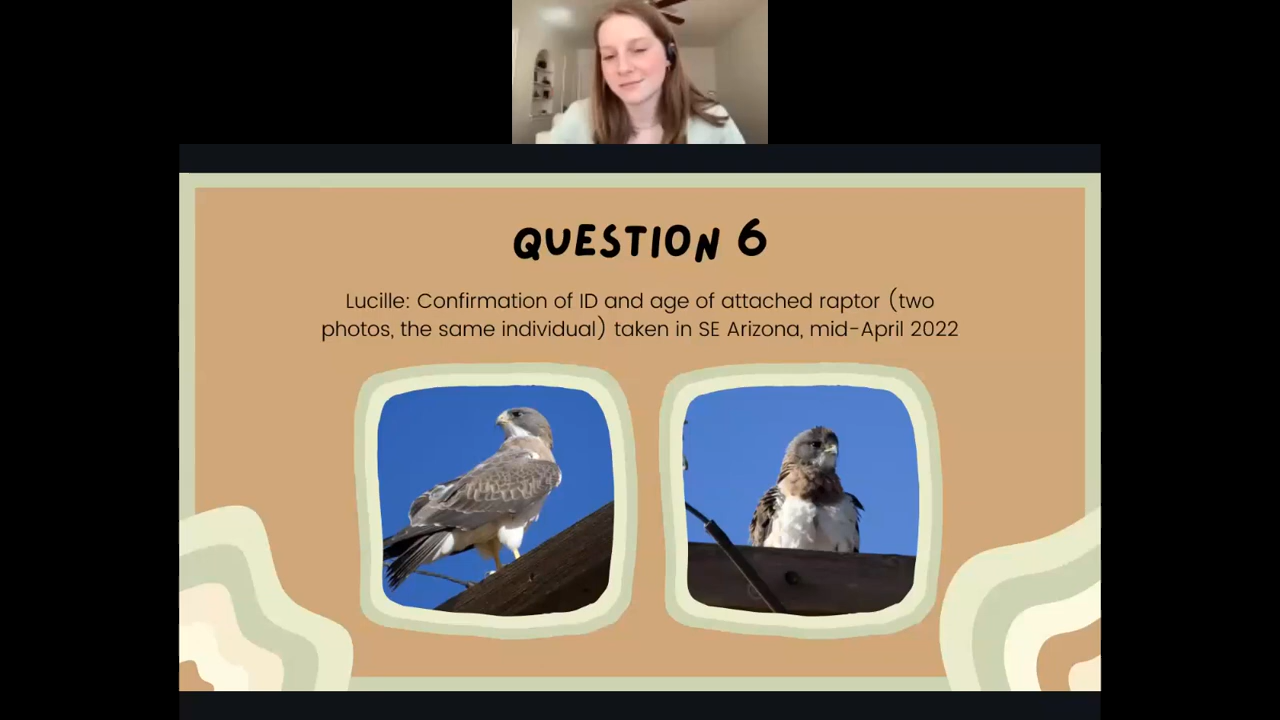 QUESTION 6
Lucille: Confirmation of ID and age of attached raptor (two
photos, the same individual) taken in SE Arizona, mid-April 2022